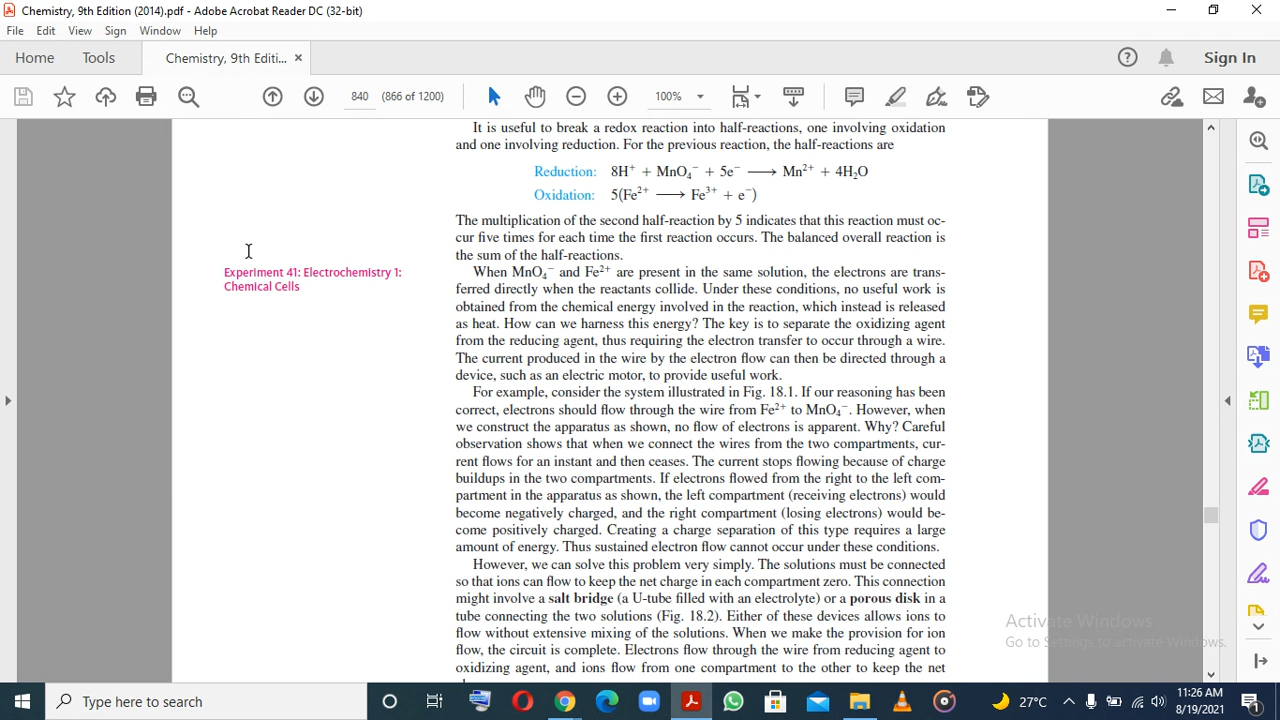 Chemistry, 9th Edition (2014).pdf - Adobe Acrobat Reader DC (32-bit)
File Edit View Sign Window Help
Home Tools Chemistry, 9th Editi... × Sign In
840 (866 of 1200) 100%
It is useful to break a redox reaction into half-reactions, one involving oxidation
and one involving reduction. For the previous reaction, the half-reactions are
Reduction: 8H⁺ + MnO₄⁻ + 5e⁻ ⟶ Mn²⁺ + 4H₂O
Oxidation: 5(Fe²⁺ ⟶ Fe³⁺ + e⁻)
The multiplication of the second half-reaction by 5 indicates that this reaction must oc-
cur five times for each time the first reaction occurs. The balanced overall reaction is
the sum of the half-reactions.
Experiment 41: Electrochemistry 1:
Chemical Cells
When MnO₄⁻ and Fe²⁺ are present in the same solution, the electrons are trans-
ferred directly when the reactants collide. Under these conditions, no useful work is
obtained from the chemical energy involved in the reaction, which instead is released
as heat. How can we harness this energy? The key is to separate the oxidizing agent
from the reducing agent, thus requiring the electron transfer to occur through a wire.
The current produced in the wire by the electron flow can then be directed through a
device, such as an electric motor, to provide useful work.
For example, consider the system illustrated in Fig. 18.1. If our reasoning has been
correct, electrons should flow through the wire from Fe²⁺ to MnO₄⁻. However, when
we construct the apparatus as shown, no flow of electrons is apparent. Why? Careful
observation shows that when we connect the wires from the two compartments, cur-
rent flows for an instant and then ceases. The current stops flowing because of charge
buildups in the two compartments. If electrons flowed from the right to the left com-
partment in the apparatus as shown, the left compartment (receiving electrons) would
become negatively charged, and the right compartment (losing electrons) would be-
come positively charged. Creating a charge separation of this type requires a large
amount of energy. Thus sustained electron flow cannot occur under these conditions.
However, we can solve this problem very simply. The solutions must be connected
so that ions can flow to keep the net charge in each compartment zero. This connection
might involve a salt bridge (a U-tube filled with an electrolyte) or a porous disk in a
tube connecting the two solutions (Fig. 18.2). Either of these devices allows ions to
flow without extensive mixing of the solutions. When we make the provision for ion
flow, the circuit is complete. Electrons flow through the wire from reducing agent to
oxidizing agent, and ions flow from one compartment to the other to keep the net
Activate Windows
Go to Settings to activate Windows.
Type here to search
27°C
11:26 AM
8/19/2021
1